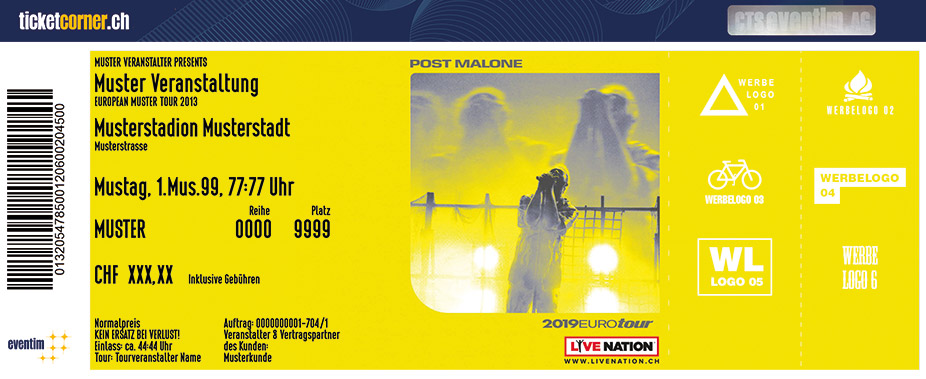 ticketcorner.ch
CTS eventim AG
MUSTER VERANSTALTER PRESENTS
Muster Veranstaltung
EUROPEAN MUSTER TOUR 2013
Musterstadion Musterstadt
Musterstrasse
Mustag, 1.Mus.99, 77:77 Uhr
Reihe Platz
MUSTER 0000 9999
CHF XXX,XX Inklusive Gebühren
Normalpreis
KEIN ERSATZ BEI VERLUST!
Einlass: ca. 44:44 Uhr
Tour: Tourveranstalter Name
Auftrag: 0000000001-704/1
Veranstalter & Vertragspartner
des Kunden:
Musterkunde
013205478500120600204500
eventim
POST MALONE
2019EUROtour
LIVE NATION
WWW.LIVENATION.CH
WERBE
LOGO
01
WERBELOGO 02
WERBELOGO 03
WERBELOGO
04
WL
LOGO 05
WERBE
LOGO 6